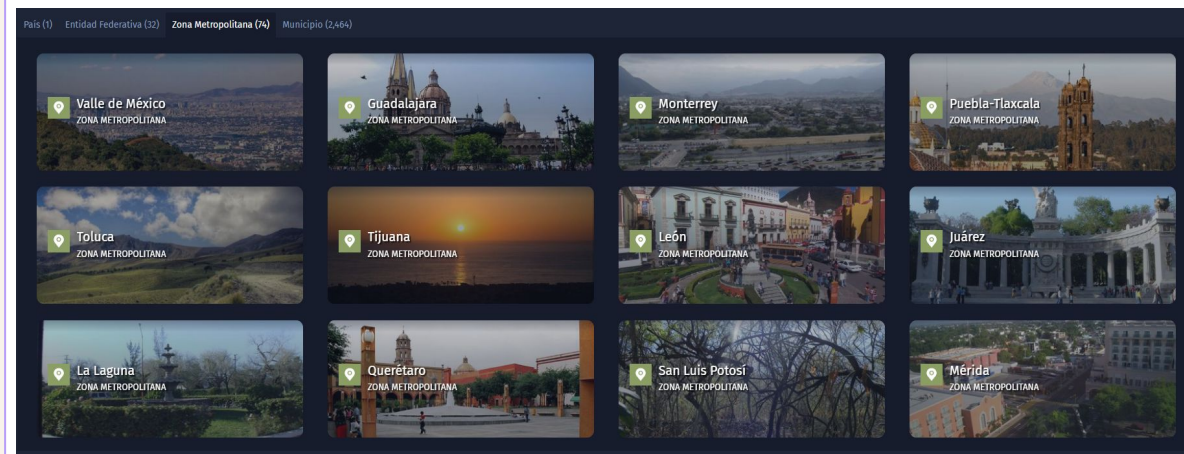 País (1) Entidad Federativa (32) Zona Metropolitana (74) Municipio (2,464)
Valle de México
ZONA METROPOLITANA
Guadalajara
ZONA METROPOLITANA
Monterrey
ZONA METROPOLITANA
Puebla-Tlaxcala
ZONA METROPOLITANA
Toluca
ZONA METROPOLITANA
Tijuana
ZONA METROPOLITANA
León
ZONA METROPOLITANA
Juárez
ZONA METROPOLITANA
La Laguna
ZONA METROPOLITANA
Querétaro
ZONA METROPOLITANA
San Luis Potosí
ZONA METROPOLITANA
Mérida
ZONA METROPOLITANA